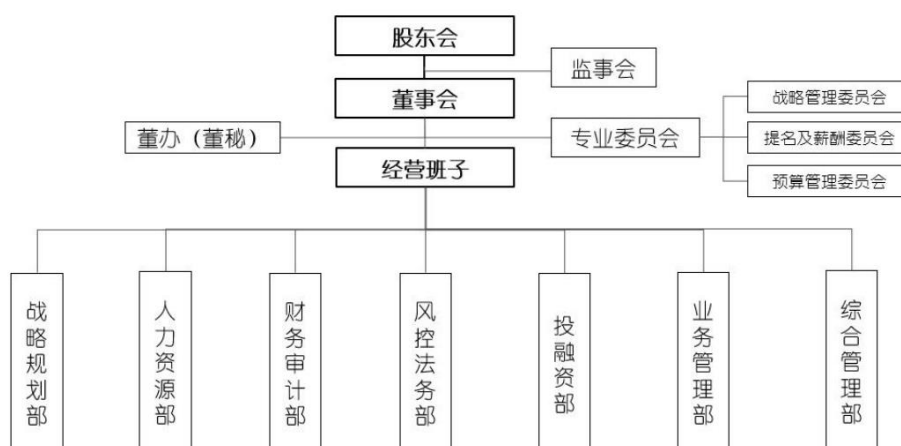 股东会
监事会
董事会
战略管理委员会
董办（董秘）
专业委员会
提名及薪酬委员会
经营班子
预算管理委员会
战略规划部
人力资源部
财务审计部
风控法务部
投融资部
业务管理部
综合管理部